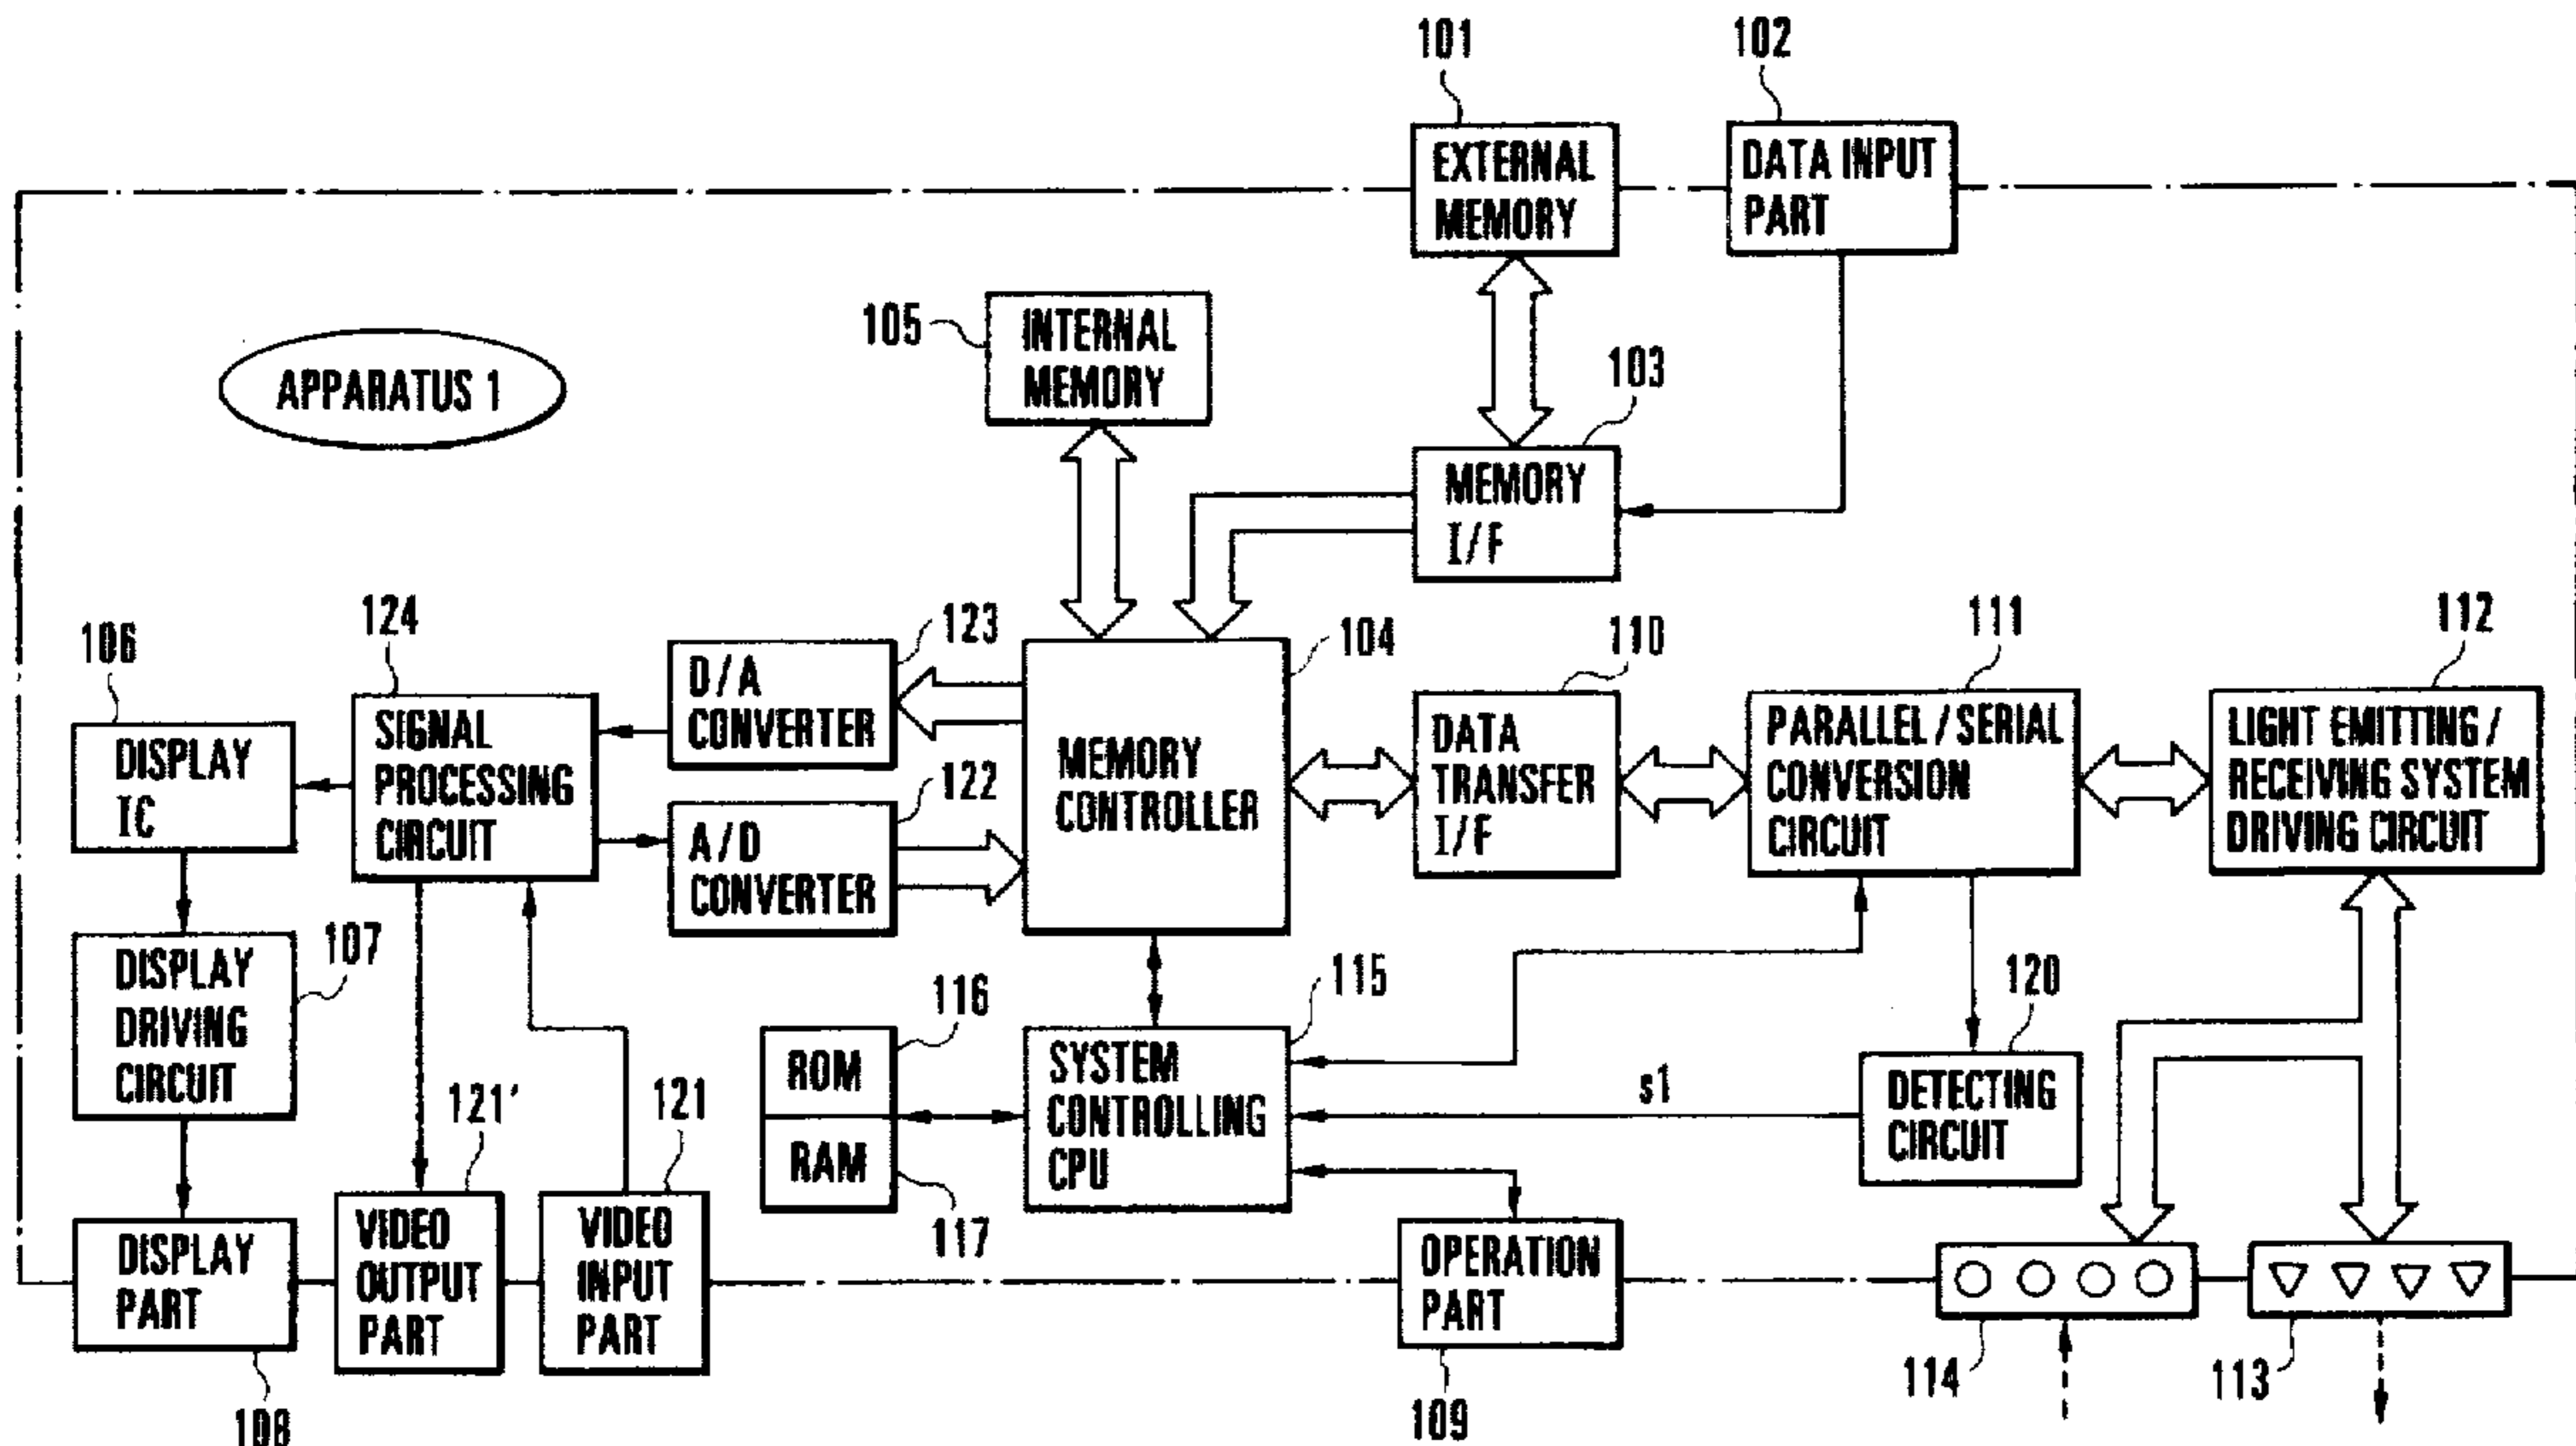 101
102
EXTERNAL
MEMORY
DATA INPUT
PART
105
INTERNAL
MEMORY
APPARATUS 1
103
MEMORY
I/F
106
124
123
104
110
111
112
DISPLAY
IC
SIGNAL
PROCESSING
CIRCUIT
D/A
CONVERTER
122
A/D
CONVERTER
MEMORY
CONTROLLER
DATA
TRANSFER
I/F
PARALLEL/SERIAL
CONVERSION
CIRCUIT
LIGHT EMITTING/
RECEIVING SYSTEM
DRIVING CIRCUIT
107
DISPLAY
DRIVING
CIRCUIT
116
ROM
RAM
117
115
SYSTEM
CONTROLLING
CPU
s1
120
DETECTING
CIRCUIT
121'
121
DISPLAY
PART
VIDEO
OUTPUT
PART
VIDEO
INPUT
PART
OPERATION
PART
108
109
114
113